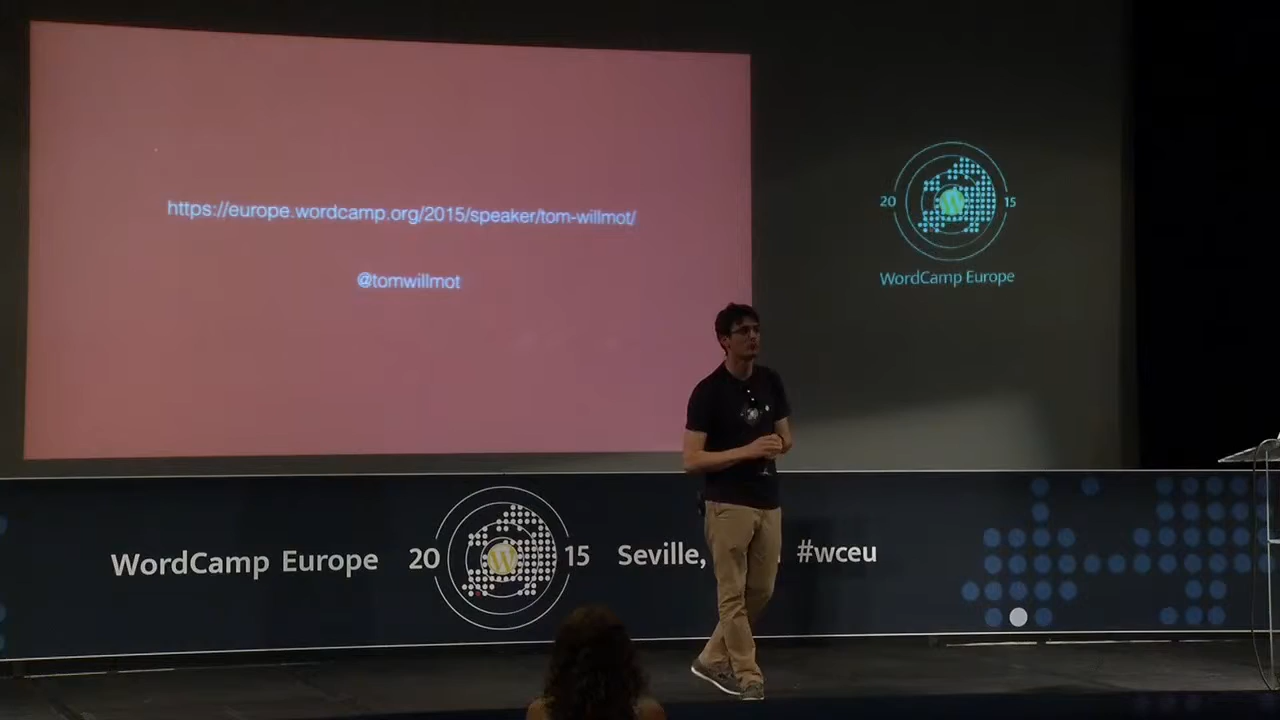 https://europe.wordcamp.org/2015/speaker/tom-willmot/
@tomwillmot
20 W 15
WordCamp Europe
WordCamp Europe 20 W 15 Seville, #wceu